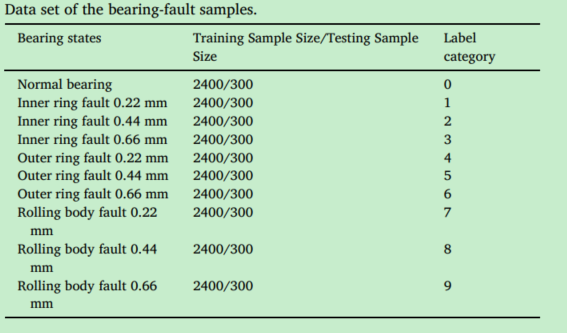 Data set of the bearing-fault samples.
Bearing states Training Sample Size/Testing Sample Label
Size category
Normal bearing 2400/300 0
Inner ring fault 0.22 mm 2400/300 1
Inner ring fault 0.44 mm 2400/300 2
Inner ring fault 0.66 mm 2400/300 3
Outer ring fault 0.22 mm 2400/300 4
Outer ring fault 0.44 mm 2400/300 5
Outer ring fault 0.66 mm 2400/300 6
Rolling body fault 0.22 2400/300 7
mm
Rolling body fault 0.44 2400/300 8
mm
Rolling body fault 0.66 2400/300 9
mm